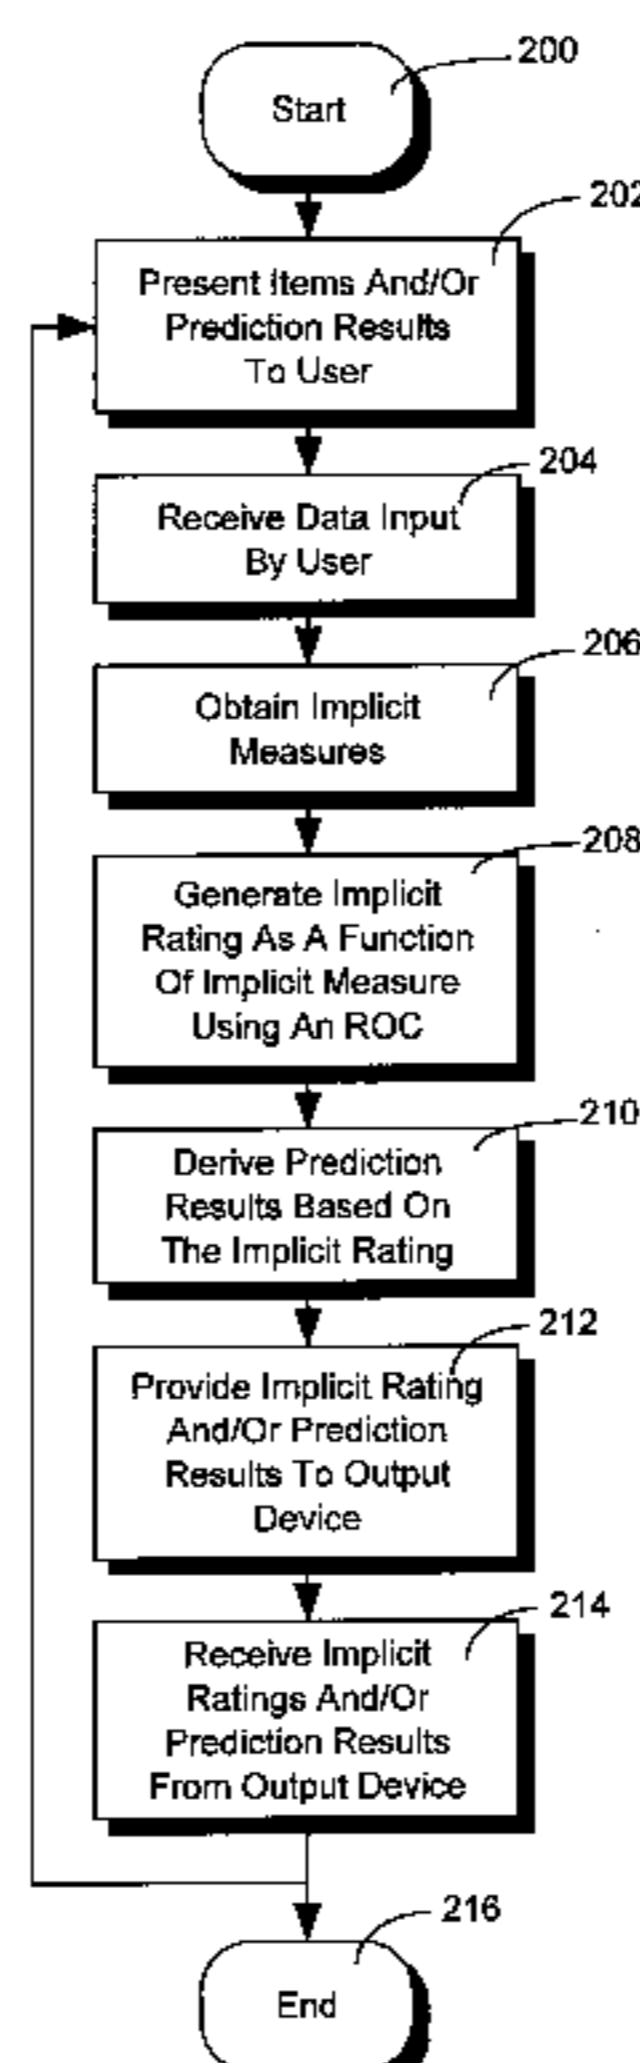 200
Start
202
Present Items And/Or
Prediction Results
To User
204
Receive Data Input
By User
206
Obtain Implicit
Measures
208
Generate Implicit
Rating As A Function
Of Implicit Measure
Using An ROC
210
Derive Prediction
Results Based On
The Implicit Rating
212
Provide Implicit Rating
And/Or Prediction
Results To Output
Device
214
Receive Implicit
Ratings And/Or
Prediction Results
From Output Device
216
End